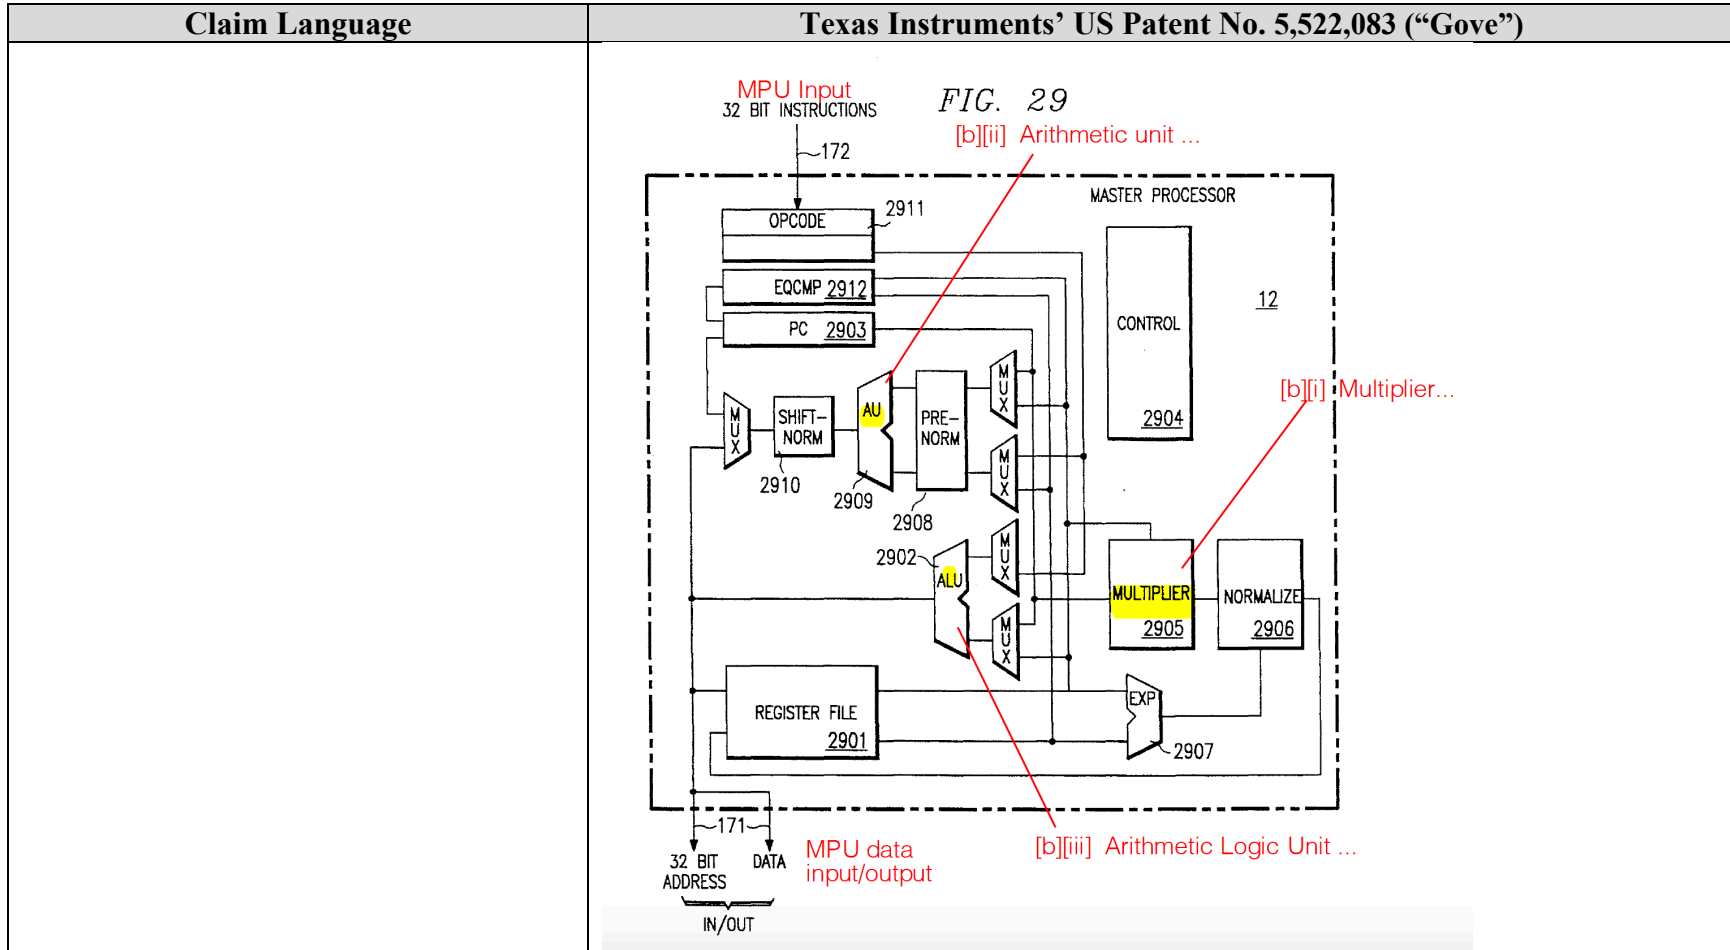 Claim Language
Texas Instruments’ US Patent No. 5,522,083 (“Gove”)
MPU Input
32 BIT INSTRUCTIONS
FIG. 29
[b][ii] Arithmetic unit ...
172
MASTER PROCESSOR
OPCODE
2911
EQCMP 2912
12
PC 2903
CONTROL
2904
[b][i] Multiplier...
MUX
SHIFT-
NORM
2910
AU
2909
PRE-
NORM
2908
MUX
MUX
2902
ALU
MUX
MUX
MULTIPLIER
2905
NORMALIZE
2906
REGISTER FILE
2901
EXP
2907
171
32 BIT
ADDRESS
DATA
IN/OUT
MPU data
input/output
[b][iii] Arithmetic Logic Unit ...